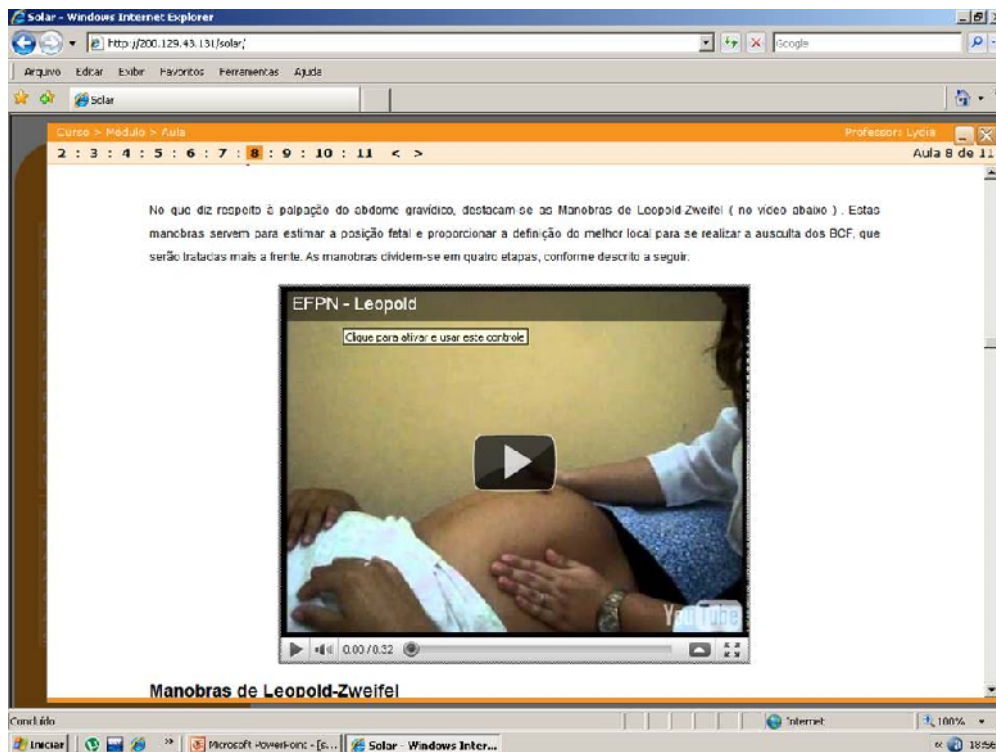 Solar - Windows Internet Explorer
http://200.129.43.131/solar/
Google
Arquivo Editar Exibir Favoritos Ferramentas Ajuda
Solar
Curso > Módulo > Aula
Professor: Lydia
2 : 3 : 4 : 5 : 6 : 7 : 8 : 9 : 10 : 11 < >
Aula 8 de 11
No que diz respeito à palpação do abdome gravídico, destacam-se as Manobras de Leopold-Zweifel ( no vídeo abaixo ) . Estas
manobras servem para estimar a posição fetal e proporcionar a definição do melhor local para se realizar a ausculta dos BCF, que
serão tratadas mais a frente. As manobras dividem-se em quatro etapas, conforme descrito a seguir:
EFPN - Leopold
Clique para ativar e usar este controle
YouTube
0:00 / 0:32
Manobras de Leopold-Zweifel
Concluído
Internet
100%
Iniciar
»
Microsoft PowerPoint - [s...
Solar - Windows Inter...
«
18:56